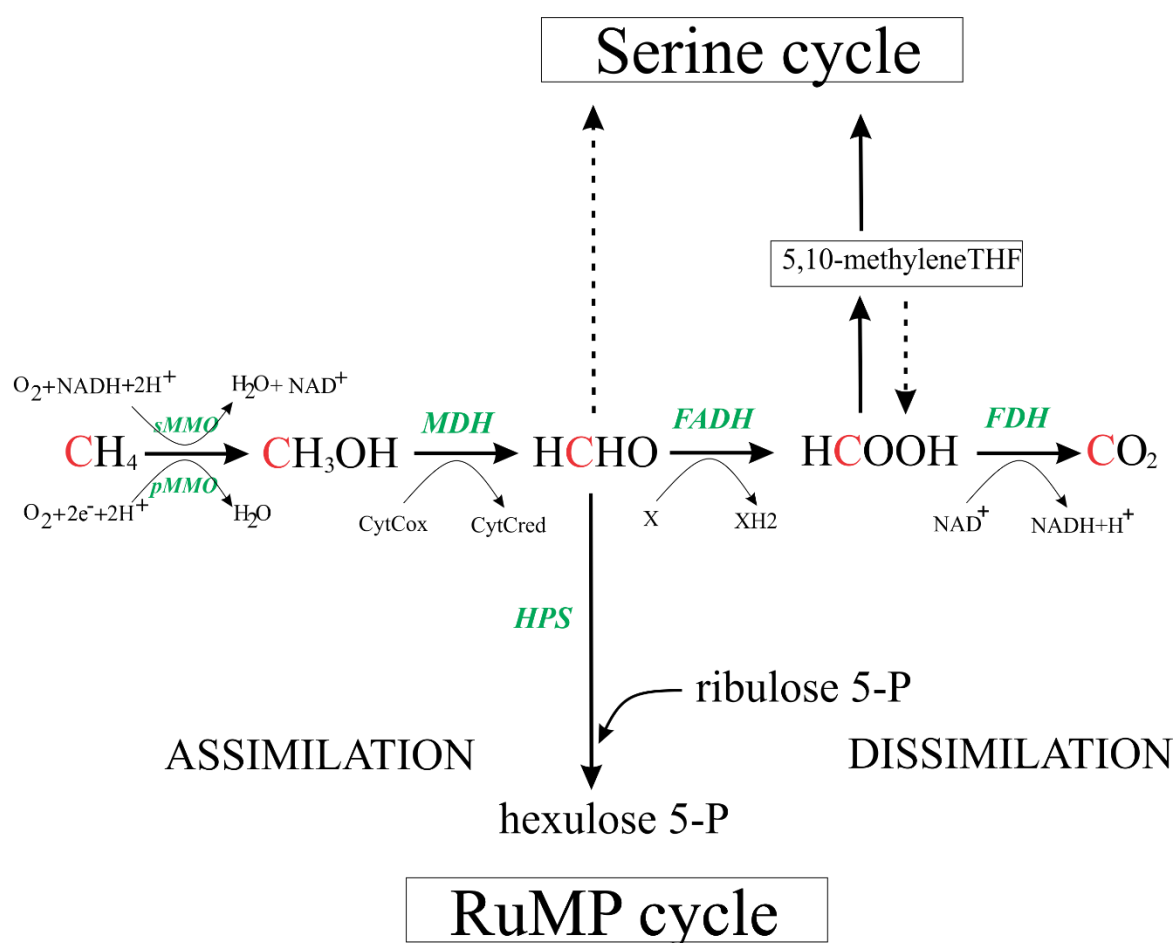 Serine cycle
5,10-methyleneTHF
O2+NADH+2H+
H2O+ NAD+
sMMO
MDH
FADH
FDH
CH4
CH3OH
HCHO
HCOOH
CO2
pMMO
O2+2e-+2H+
H2O
CytCox
CytCred
X
XH2
NAD+
NADH+H+
HPS
ribulose 5-P
ASSIMILATION
DISSIMILATION
hexulose 5-P
RuMP cycle